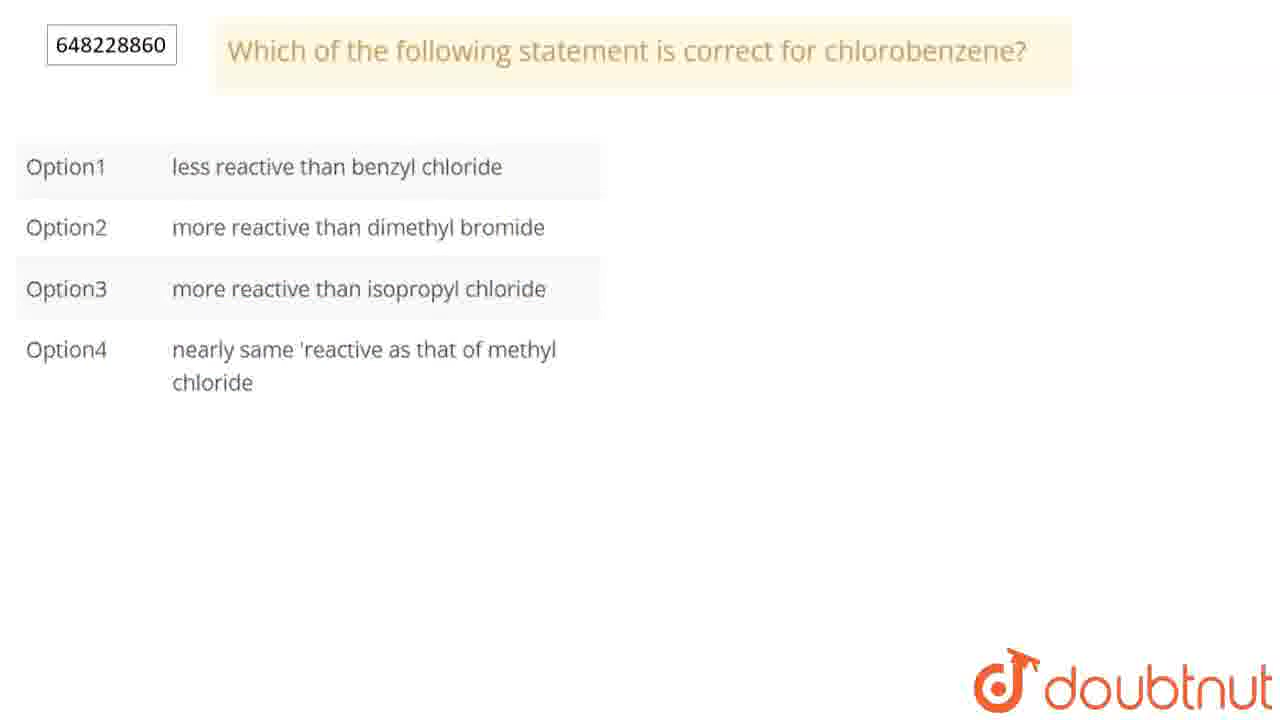 648228860
Which of the following statement is correct for chlorobenzene?
Option1 less reactive than benzyl chloride
Option2 more reactive than dimethyl bromide
Option3 more reactive than isopropyl chloride
Option4 nearly same 'reactive as that of methyl
chloride
doubtnut